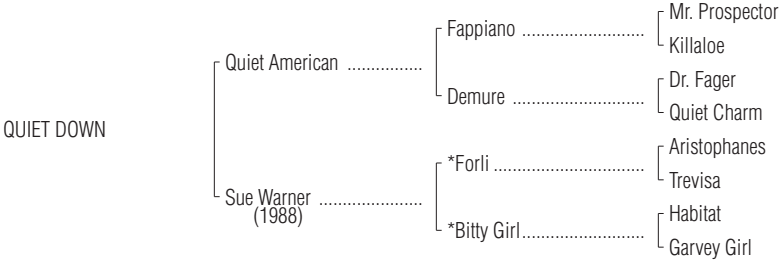 Mr. Prospector
Fappiano ............................
Killaloe
Quiet American .................
Dr. Fager
Demure ..............................
Quiet Charm
QUIET DOWN
Aristophanes
*Forli ..................................
Trevisa
Sue Warner .......................
(1988)
Habitat
*Bitty Girl............................
Garvey Girl